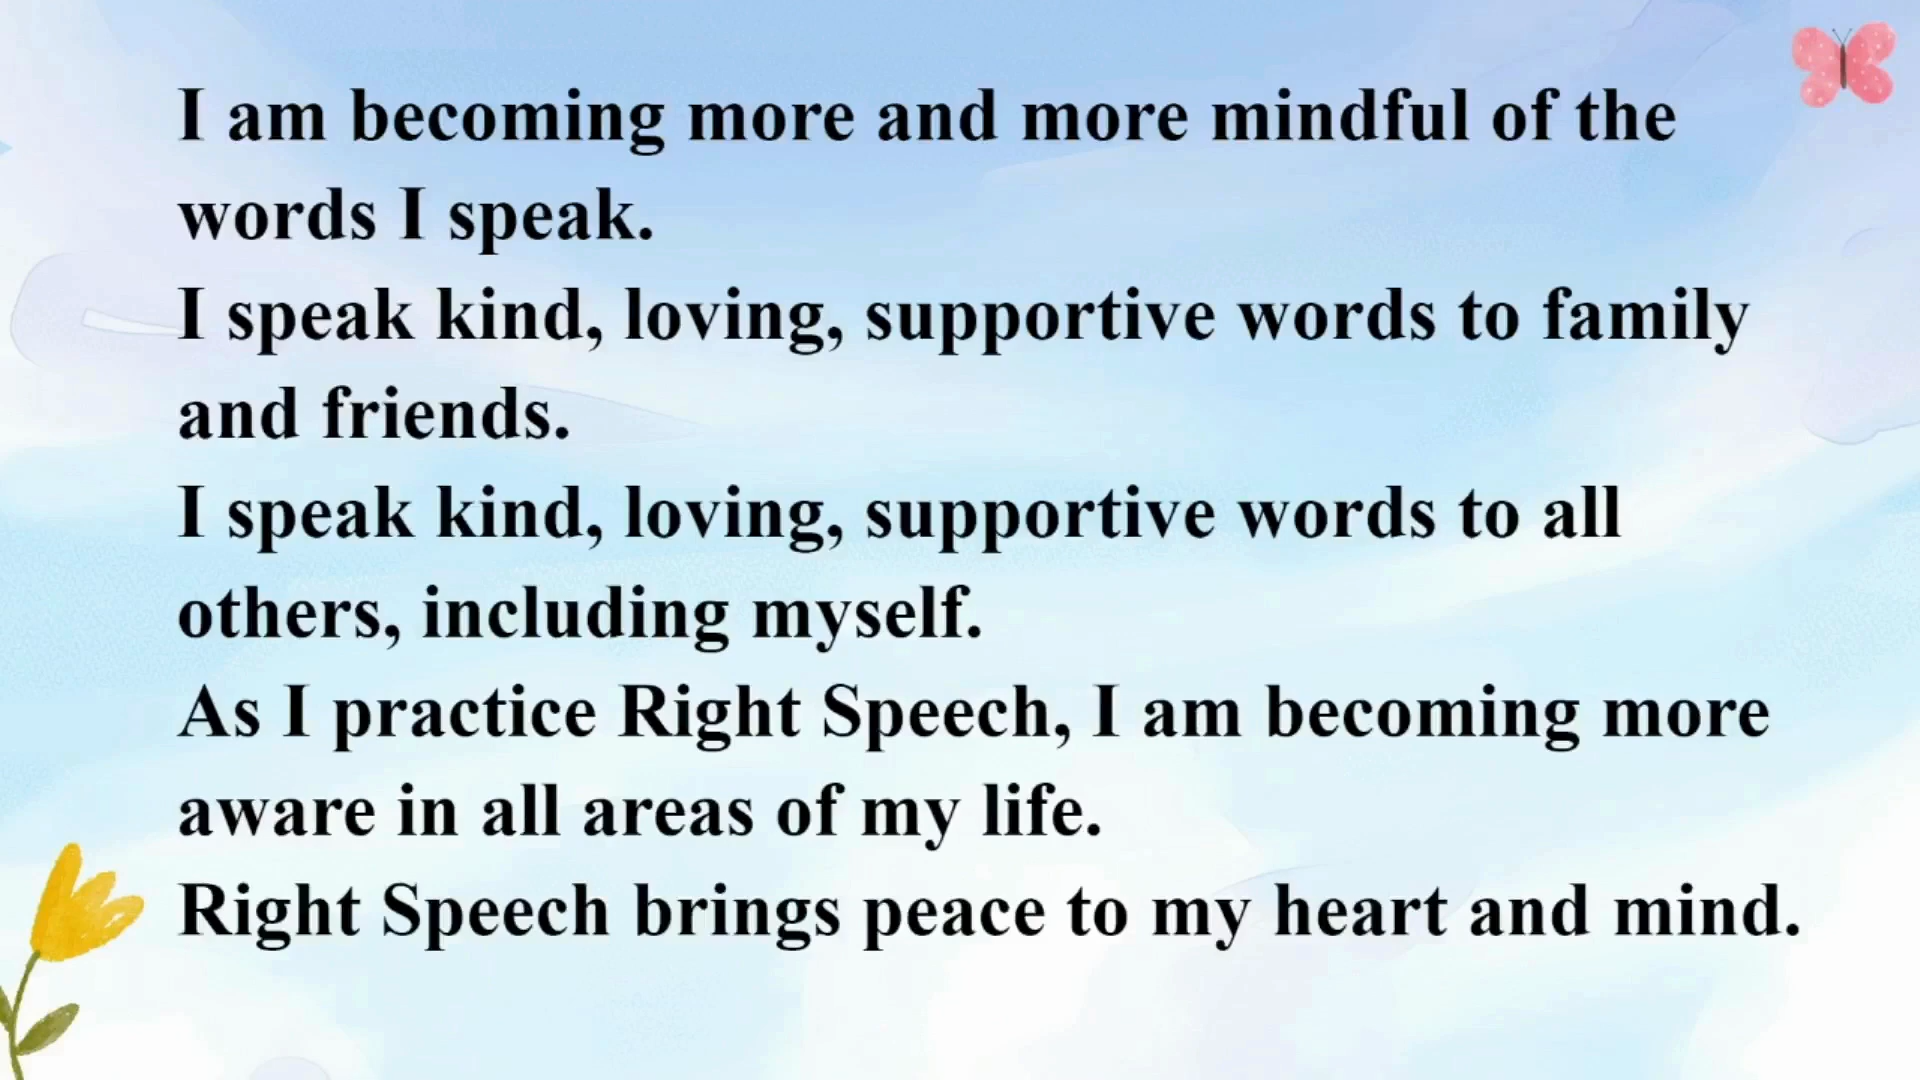 I am becoming more and more mindful of the
words I speak.
I speak kind, loving, supportive words to family
and friends.
I speak kind, loving, supportive words to all
others, including myself.
As I practice Right Speech, I am becoming more
aware in all areas of my life.
Right Speech brings peace to my heart and mind.